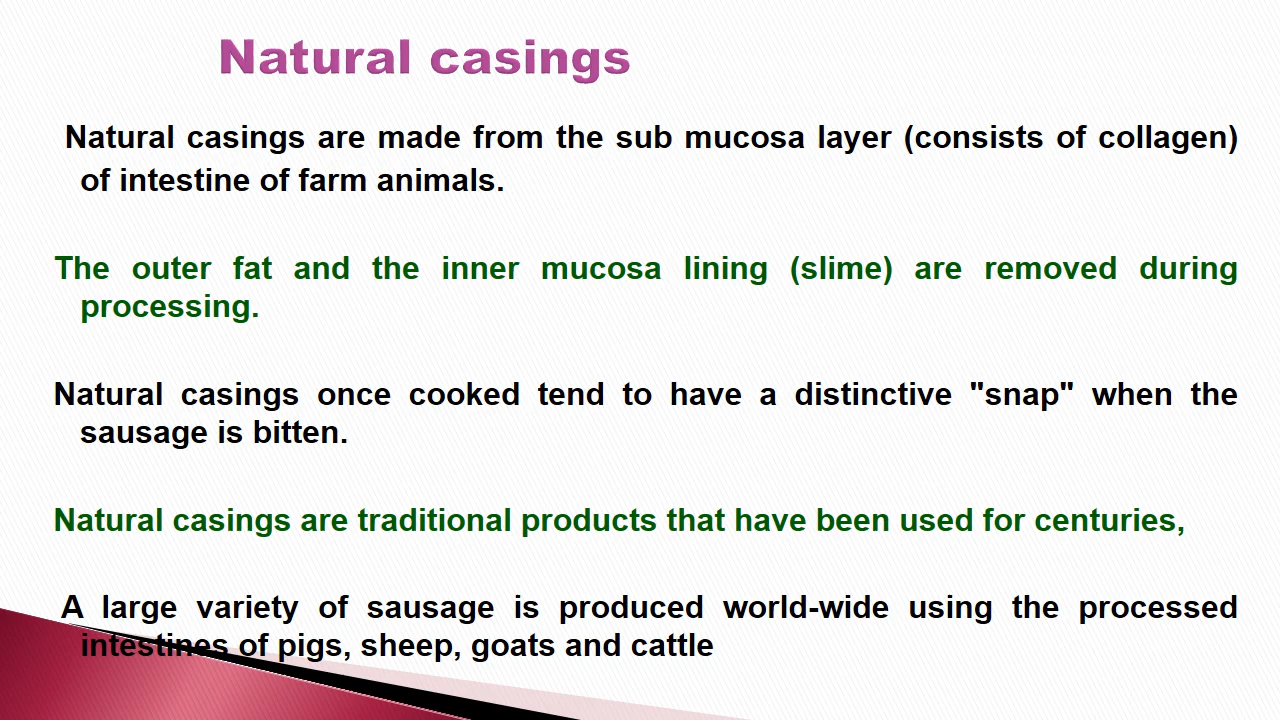 Natural casings
Natural casings are made from the sub mucosa layer (consists of collagen)
of intestine of farm animals.
The outer fat and the inner mucosa lining (slime) are removed during
processing.
Natural casings once cooked tend to have a distinctive "snap" when the
sausage is bitten.
Natural casings are traditional products that have been used for centuries,
A large variety of sausage is produced world-wide using the processed
intestines of pigs, sheep, goats and cattle